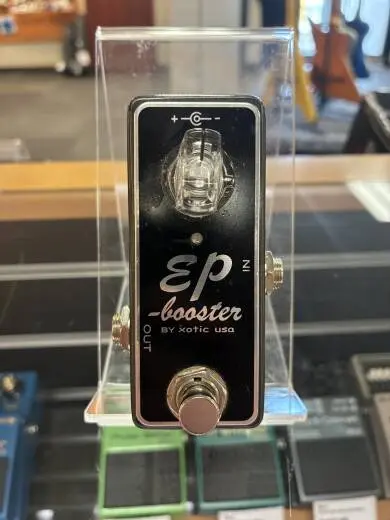 + -
IN
EP
-booster
BY xotic usa
OUT